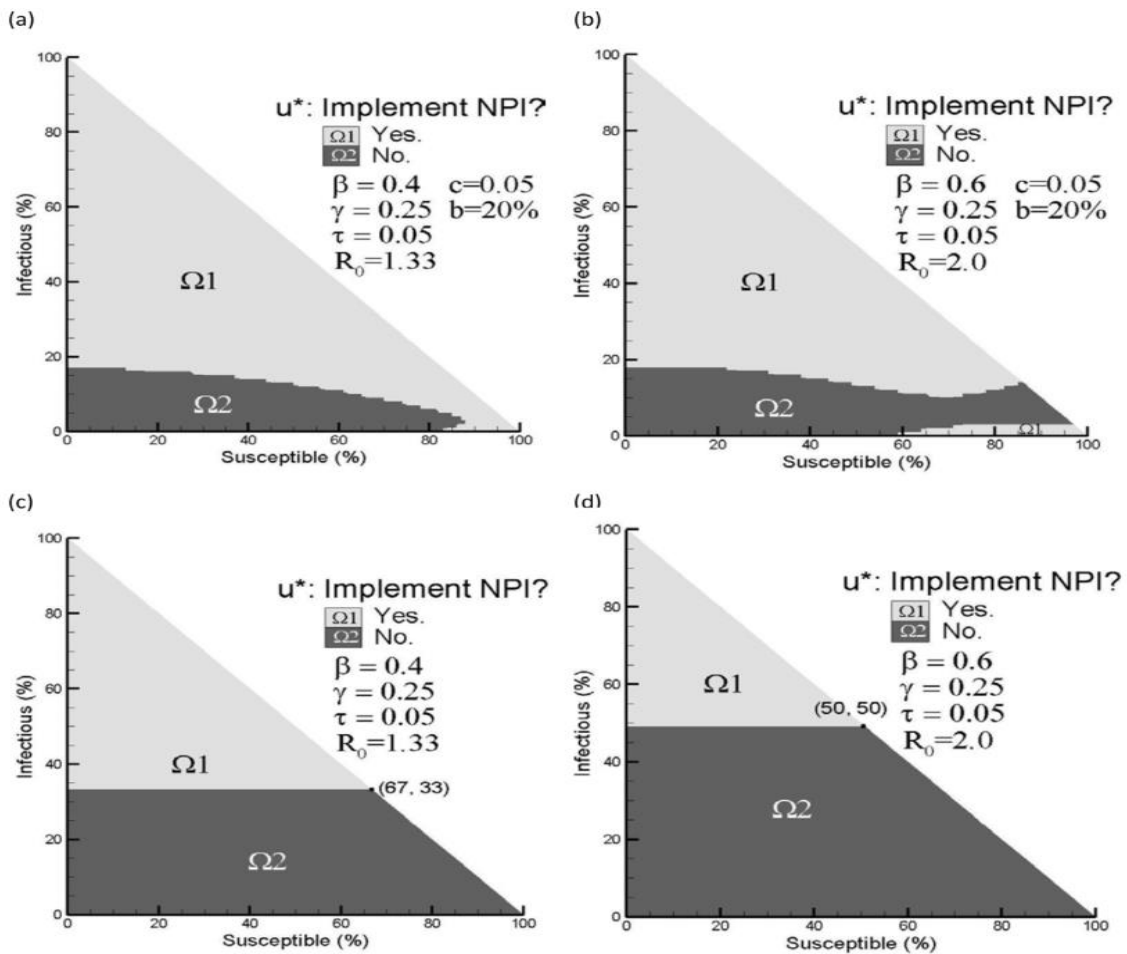 (a)
100
80
60
40
20
0
Infectious (%)
u*: Implement NPI?
Ω1 Yes.
Ω2 No.
β = 0.4 c=0.05
γ = 0.25 b=20%
τ = 0.05
R0=1.33
Ω1
Ω2
0 20 40 60 80 100
Susceptible (%)
(b)
100
80
60
40
20
0
Infectious (%)
u*: Implement NPI?
Ω1 Yes.
Ω2 No.
β = 0.6 c=0.05
γ = 0.25 b=20%
τ = 0.05
R0=2.0
Ω1
Ω2
Ω1
0 20 40 60 80 100
Susceptible (%)
(c)
100
80
60
40
20
0
Infectious (%)
u*: Implement NPI?
Ω1 Yes.
Ω2 No.
β = 0.4
γ = 0.25
τ = 0.05
R0=1.33
Ω1
(67, 33)
Ω2
0 20 40 60 80 100
Susceptible (%)
(d)
100
80
60
40
20
0
Infectious (%)
u*: Implement NPI?
Ω1 Yes.
Ω2 No.
β = 0.6
γ = 0.25
τ = 0.05
R0=2.0
Ω1
(50, 50)
Ω2
0 20 40 60 80 100
Susceptible (%)